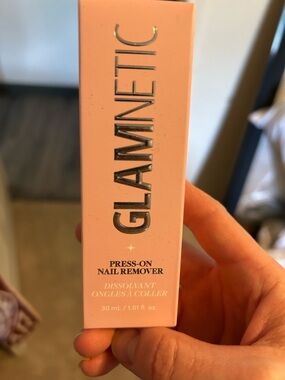 GLAMNETIC
PRESS-ON
NAIL REMOVER
DISSOLVANT
ONGLES À COLLER
30 mL / 1.01 fl oz